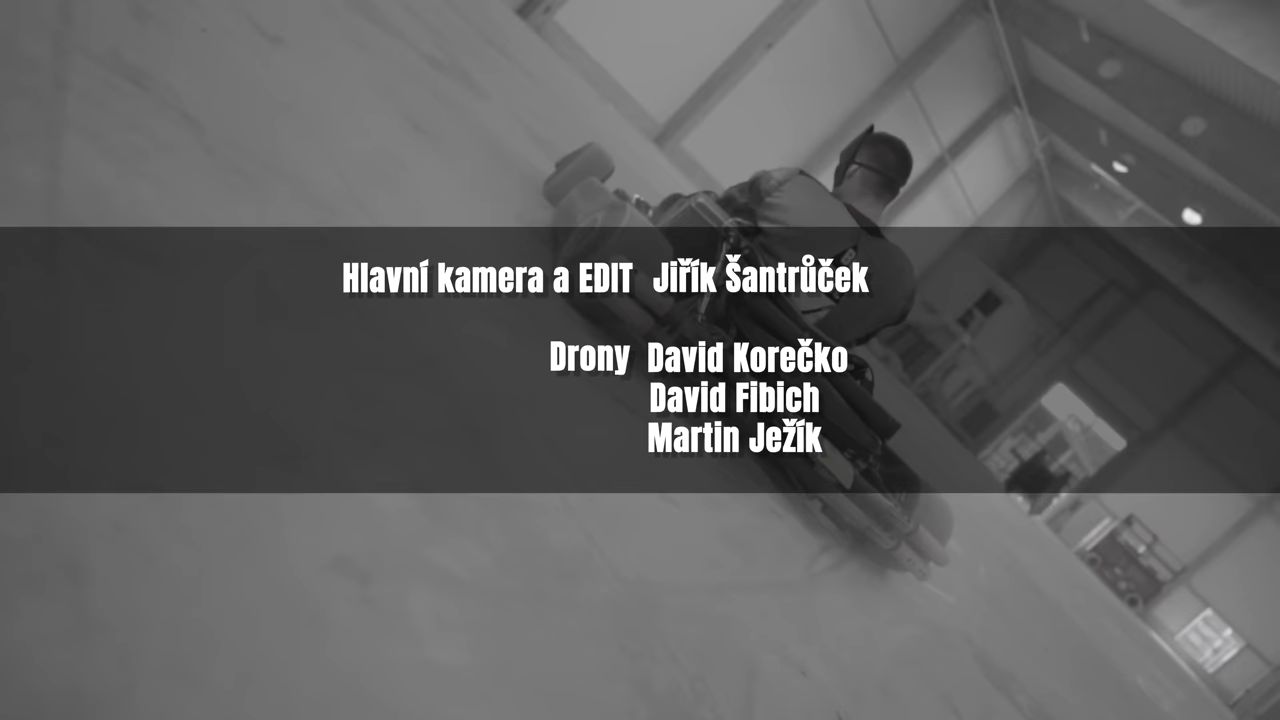 Hlavní kamera a EDIT Jiřík Šantrůček
Drony David Korečko
David Fibich
Martin Ježík